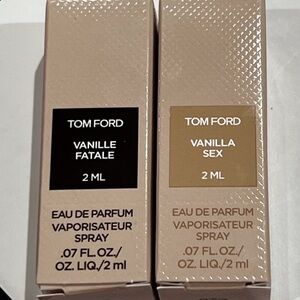 TOM FORD
VANILLE
FATALE
2 ML
EAU DE PARFUM
VAPORISATEUR
SPRAY
.07 FL. OZ./
OZ. LIQ./2 ml
TOM FORD
VANILLA
SEX
2 ML
EAU DE PARFUM
VAPORISATEUR
SPRAY
.07 FL. OZ./
OZ. LIQ./2 ml